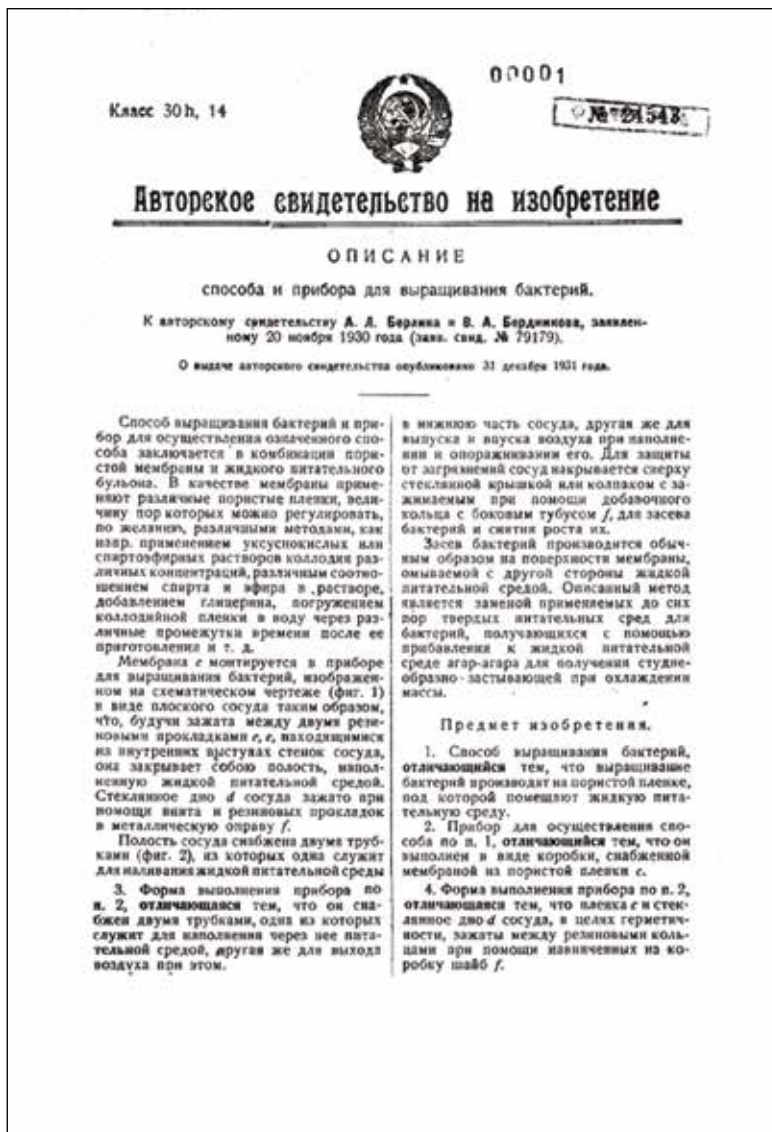 00001
Класс 30 h, 14
№ 24543
Авторское свидетельство на изобретение
ОПИСАНИЕ
способа и прибора для выращивания бактерий.
К авторскому свидетельству А. Л. Берлина и В. А. Бердникова, заявлен-
ному 20 ноября 1930 года (заяв. свид. № 79179).
О выдаче авторского свидетельства опубликовано 31 декабря 1931 года.
Способ выращивания бактерий и при-
бор для осуществления означенного спо-
соба заключается в комбинации пори-
стой мембраны и жидкого питательного
бульона. В качестве мембраны приме-
няют различные пористые пленки, вели-
чину пор которых можно регулировать,
по желанию, различными методами, как
напр. применением уксуснокислых или
спиртоэфирных растворов коллодия раз-
личных концентраций, различным соотно-
шением спирта и эфира в растворе,
добавлением глицерина, погружением
коллодийной пленки в воду через раз-
личные промежутки времени после ее
приготовления и т. д.
Мембрана c монтируется в приборе
для выращивания бактерий, изображен-
ном на схематическом чертеже (фиг. 1)
в виде плоского сосуда таким образом,
что, будучи зажата между двумя рези-
новыми прокладками e, e, находящимися
на внутренних выступах стенок сосуда,
она закрывает собою полость, напол-
ненную жидкой питательной средой.
Стеклянное дно d сосуда зажато при
помощи винта и резиновых прокладок
в металлическую оправу f.
Полость сосуда снабжена двумя труб-
ками (фиг. 2), из которых одна служит
для наливания жидкой питательной среды
в нижнюю часть сосуда, другая же для
выпуска и впуска воздуха при наполне-
нии и опоражнивании его. Для защиты
от загрязнений сосуд накрывается сверху
стеклянной крышкой или колпаком с за-
жимаемым при помощи добавочного
кольца с боковым тубусом f, для засева
бактерий и снятия роста их.
Засев бактерий производится обыч-
ным образом на поверхности мембраны,
омываемой с другой стороны жидкой
питательной средой. Описанный метод
является заменой применяемых до сих
пор твердых питательных сред для
бактерий, получающихся с помощью
прибавления к жидкой питательной
среде агар-агара для получения студне-
образно-застывающей при охлаждении
массы.
Предмет изобретения.
1. Способ выращивания бактерий,
отличающийся тем, что выращивание
бактерий производят на пористой пленке,
под которой помещают жидкую пита-
тельную среду.
2. Прибор для осуществления спо-
соба по п. 1, отличающийся тем, что он
выполнен в виде коробки, снабженной
мембраной из пористой пленки c.
3. Форма выполнения прибора по
п. 2, отличающаяся тем, что он снаб-
жен двумя трубками, одна из которых
служит для наполнения через нее пита-
тельной средой, другая же для выхода
воздуха при этом.
4. Форма выполнения прибора по п. 2,
отличающаяся тем, что пленка c и стек-
лянное дно d сосуда, в целях герметич-
ности, зажаты между резиновыми коль-
цами при помощи навинченных на ко-
робку шайб f.